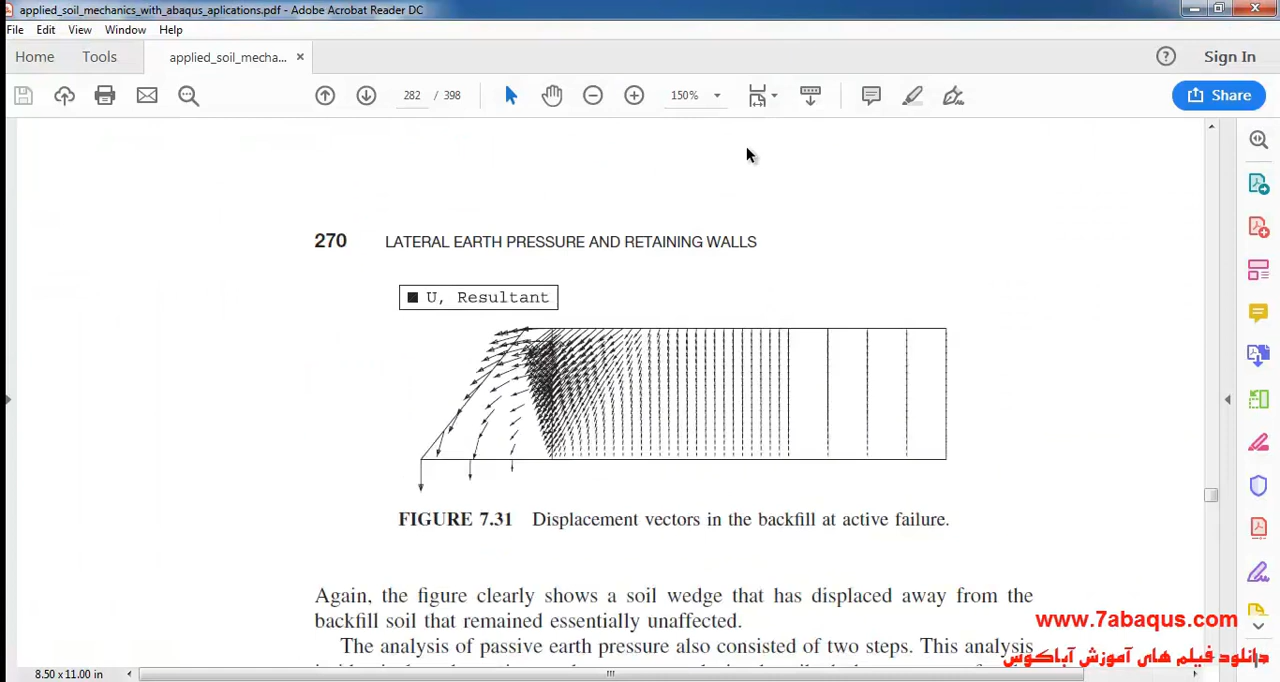 applied_soil_mechanics_with_abaqus_aplications.pdf - Adobe Acrobat Reader DC
File Edit View Window Help
Home Tools applied_soil_mecha... ×
282 / 398 150% Share
? Sign In
270 LATERAL EARTH PRESSURE AND RETAINING WALLS
U, Resultant
FIGURE 7.31 Displacement vectors in the backfill at active failure.
Again, the figure clearly shows a soil wedge that has displaced away from the
backfill soil that remained essentially unaffected.
The analysis of passive earth pressure also consisted of two steps. This analysis
www.7abaqus.com
دانلود فیلم های آموزش آباکوس
8.50 x 11.00 in